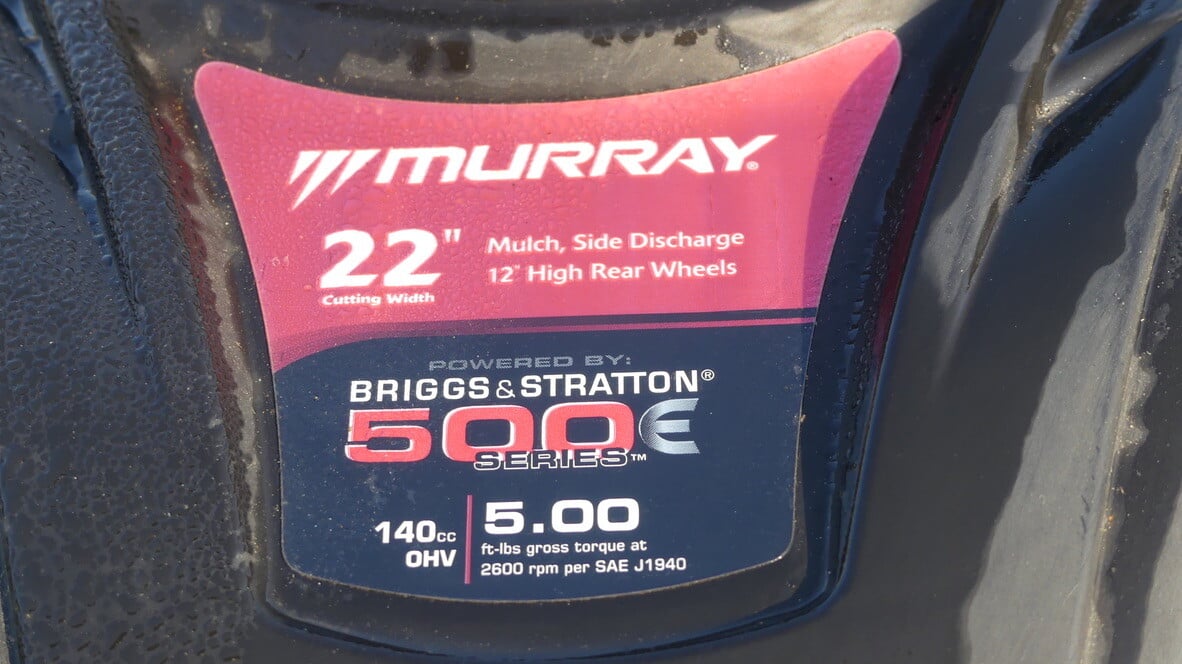 MURRAY®
22" Mulch, Side Discharge
Cutting Width 12" High Rear Wheels
POWERED BY:
BRIGGS & STRATTON®
500E
SERIES™
140cc 5.00
OHV ft-lbs gross torque at
2600 rpm per SAE J1940